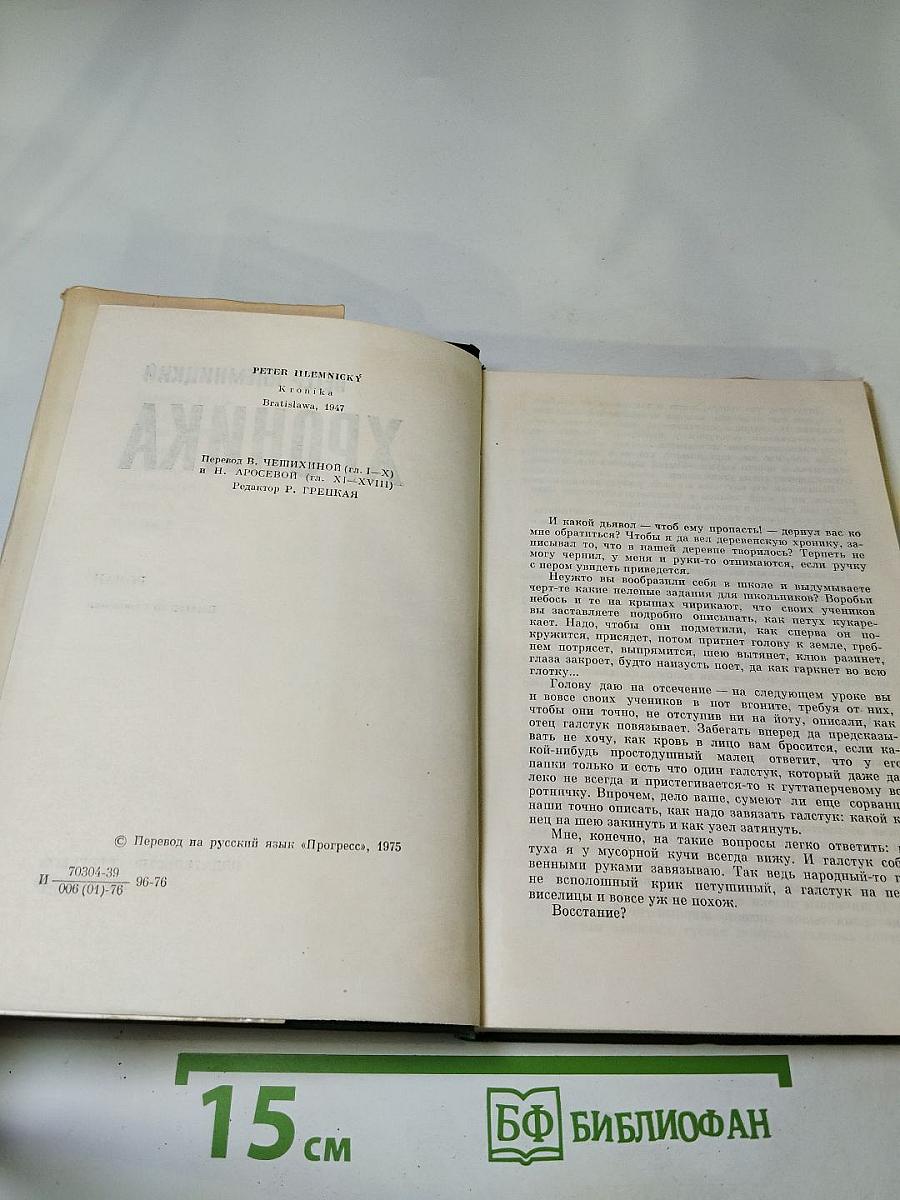 PETER JILEMNICKÝ
Kronika
Bratislawa, 1947
Перевод В. ЧЕШИХИНОЙ (гл. I—X)
и Н. АРОСЕВОЙ (гл. XI—XVIII)
Редактор Р. ГРЕЦКАЯ
© Перевод на русский язык «Прогресс», 1975
И 70304-39
006 (01)-76 96-76
И какой дьявол — чтоб ему пропасть! — дернул вас ко
мне обратиться? Чтобы я да вел деревенскую хронику, за-
писывал то, что в нашей деревне творилось? Терпеть не
могу чернил, у меня и руки-то отнимаются, если ручку
с пером увидеть приведется.
Неужто вы вообразили себя в школе и выдумываете
черт-те какие нелепые задания для школьников? Воробьи
небось и те на крышах чирикают, что своих учеников
вы заставляете подробно описывать, как петух кукаре-
кает. Надо, чтобы они подметили, как сперва он по-
кружится, присядет, потом пригнет голову к земле, греб-
нем потрясет, выпрямится, шею вытянет, клюв разинет,
глаза закроет, будто наизусть поет, да как гаркнет во всю
глотку...
Голову даю на отсечение — на следующем уроке вы
и вовсе своих учеников в пот вгоните, требуя от них,
чтобы они точно, не отступив ни на йоту, описали, как
отец галстук повязывает. Забегать вперед да предсказы-
вать не хочу, как кровь в лицо вам бросится, если ка-
кой-нибудь простодушный малец ответит, что у его
папки только и есть что один галстук, который даже да
леко не всегда и пристегивается-то к гуттаперчевому во
ротничку. Впрочем, дело ваше, сумеют ли еще сорванц
наши точно описать, как надо завязать галстук: какой к
нец на шею закинуть и как узел затянуть.
Мне, конечно, на такие вопросы легко ответить:
туха я у мусорной кучи всегда вижу. И галстук соб
венными руками завязываю. Так ведь народный-то г
не всполошный крик петушиный, а галстук на пе
виселицы и вовсе уж не похож.
Восстание?
15 см
БФ БИБЛИОФАН